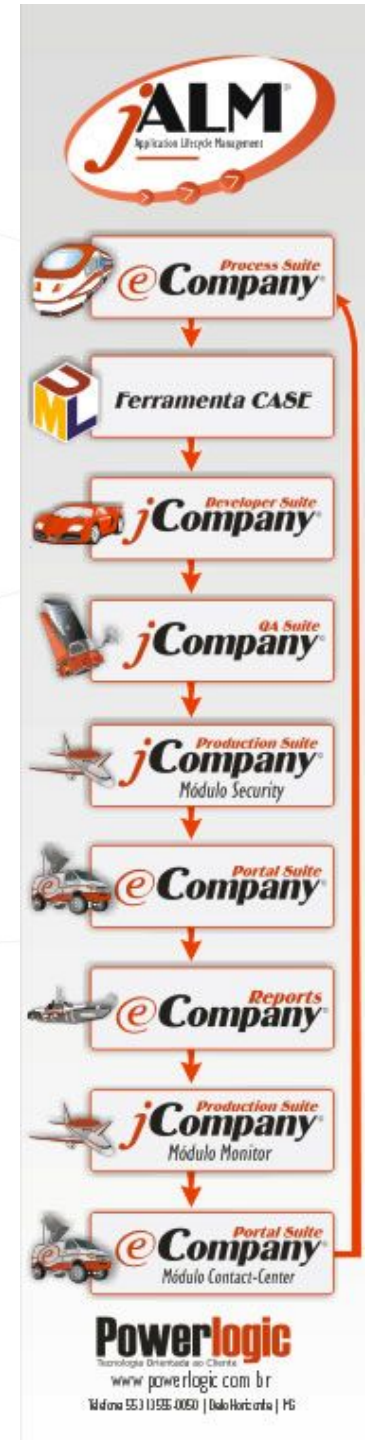 jALM
Application Lifecycle Management
Process Suite
eCompany
UML
Ferramenta CASE
Developer Suite
jCompany
QA Suite
jCompany
Production Suite
jCompany
Módulo Security
Portal Suite
eCompany
Reports
eCompany
Production Suite
jCompany
Módulo Monitor
Portal Suite
eCompany
Módulo Contact-Center
Powerlogic
Tecnologia Orientada ao Cliente
www powerlogic com br
| MG